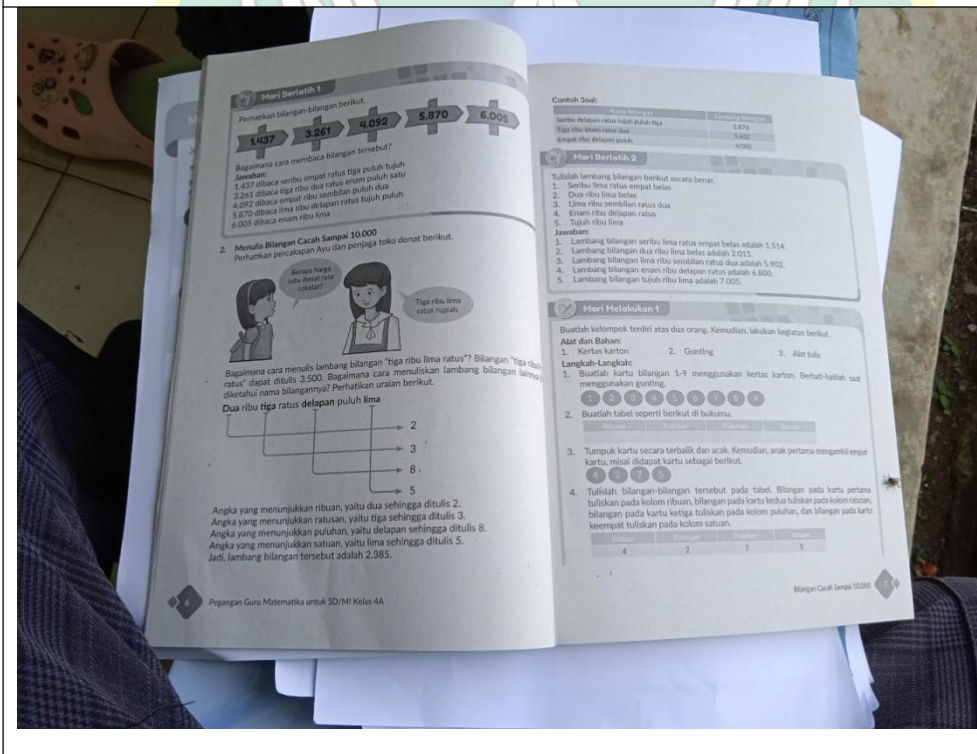 Mari Berlatih 1
Perhatikan bilangan-bilangan berikut.
1.437 3.261 4.092 5.870 6.005
Bagaimana cara membaca bilangan tersebut?
Jawaban:
1.437 dibaca seribu empat ratus tiga puluh tujuh
3.261 dibaca tiga ribu dua ratus enam puluh satu
4.092 dibaca empat ribu sembilan puluh dua
5.870 dibaca lima ribu delapan ratus tujuh puluh
6.005 dibaca enam ribu lima
2. Menulis Bilangan Cacah Sampai 10.000
Perhatikan percakapan Ayu dan penjaga toko donat berikut.
Berapa harga
satu donat rasa
cokelat?
Tiga ribu lima
ratus rupiah.
Bagaimana cara menulis lambang bilangan "tiga ribu lima ratus"? Bilangan "tiga ribu
ratus" dapat ditulis 3.500. Bagaimana cara menuliskan lambang bilangan lainnya
diketahui nama bilangannya? Perhatikan uraian berikut.
Dua ribu tiga ratus delapan puluh lima
2
3
8
5
Angka yang menunjukkan ribuan, yaitu dua sehingga ditulis 2.
Angka yang menunjukkan ratusan, yaitu tiga sehingga ditulis 3.
Angka yang menunjukkan puluhan, yaitu delapan sehingga ditulis 8.
Angka yang menunjukkan satuan, yaitu lima sehingga ditulis 5.
Jadi, lambang bilangan tersebut adalah 2.385.
6 Pegangan Guru Matematika untuk SD/MI Kelas 4A
Contoh Soal:
Nama Bilangan Lambang Bilangan
Seribu delapan ratus tujuh puluh tiga 1.873
Tiga ribu enam ratus dua 3.602
Empat ribu delapan puluh 4.080
Mari Berlatih 2
Tulislah lambang bilangan berikut secara benar.
1. Seribu lima ratus empat belas
2. Dua ribu lima belas
3. Lima ribu sembilan ratus dua
4. Enam ribu delapan ratus
5. Tujuh ribu lima
Jawaban:
1. Lambang bilangan seribu lima ratus empat belas adalah 1.514.
2. Lambang bilangan dua ribu lima belas adalah 2.015.
3. Lambang bilangan lima ribu sembilan ratus dua adalah 5.902.
4. Lambang bilangan enam ribu delapan ratus adalah 6.800.
5. Lambang bilangan tujuh ribu lima adalah 7.005.
Mari Melakukan 1
Buatlah kelompok terdiri atas dua orang. Kemudian, lakukan kegiatan berikut.
Alat dan Bahan:
1. Kertas karton 2. Gunting 3. Alat tulis
Langkah-Langkah:
1. Buatlah kartu bilangan 1-9 menggunakan kertas karton. Berhati-hatilah saat
menggunakan gunting.
1 2 3 4 5 6 7 8 9
2. Buatlah tabel seperti berikut di bukumu.
Ribuan Ratusan Puluhan Satuan
3. Tumpuk kartu secara terbalik dan acak. Kemudian, anak pertama mengambil empat
kartu, misal didapat kartu sebagai berikut.
4 2 7 5
4. Tulislah bilangan-bilangan tersebut pada tabel. Bilangan pada kartu pertama
tuliskan pada kolom ribuan, bilangan pada kartu kedua tuliskan pada kolom ratusan,
bilangan pada kartu ketiga tuliskan pada kolom puluhan, dan bilangan pada kartu
keempat tuliskan pada kolom satuan.
Ribuan Ratusan Puluhan Satuan
4 2 7 5
Bilangan Cacah Sampai 10.000 7